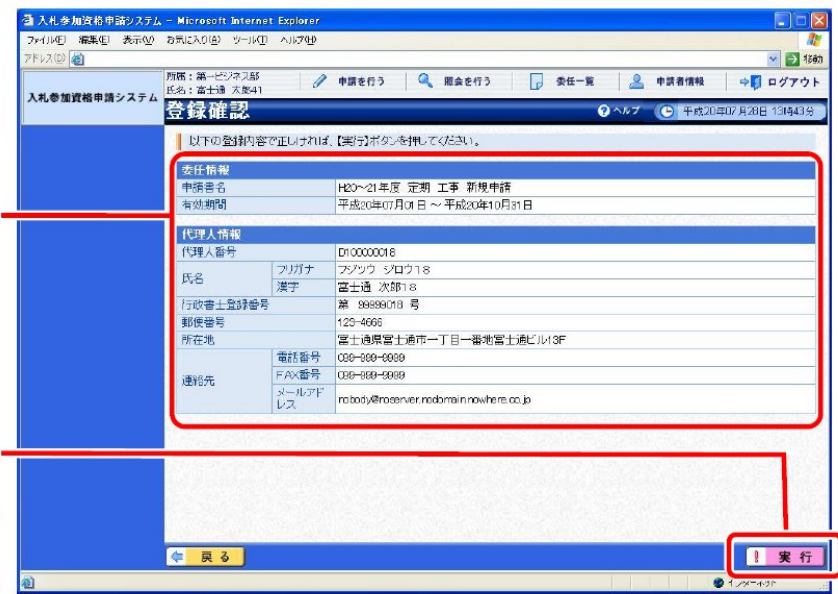 入札参加資格申請システム - Microsoft Internet Explorer
ファイル(F) 編集(E) 表示(V) お気に入り(A) ツール(T) ヘルプ(H)
アドレス(D) 移動
入札参加資格申請システム
所属：第一ビジネス部
氏名：富士通 太郎41
申請を行う 照会を行う 委任一覧 申請者情報 ログアウト
登録確認 ヘルプ 平成20年07月28日 13時43分
以下の登録内容で正しければ、【実行】ボタンを押してください。
委任情報
申請書名 H20～21年度 定期 工事 新規申請
有効期間 平成20年07月01日 ～ 平成20年10月31日
代理人情報
代理人番号 D100000018
氏名 フリガナ フジツウ ジロウ18
漢字 富士通 次郎18
行政書士登録番号 第 99999018 号
郵便番号 123-4666
所在地 富士通県富士通市一丁目一番地富士通ビル13F
連絡先 電話番号 099-999-9999
FAX番号 099-999-9999
メールアドレス nobody@noserver.nodomain.nowhere.co.jp
戻る 実行
インターネット